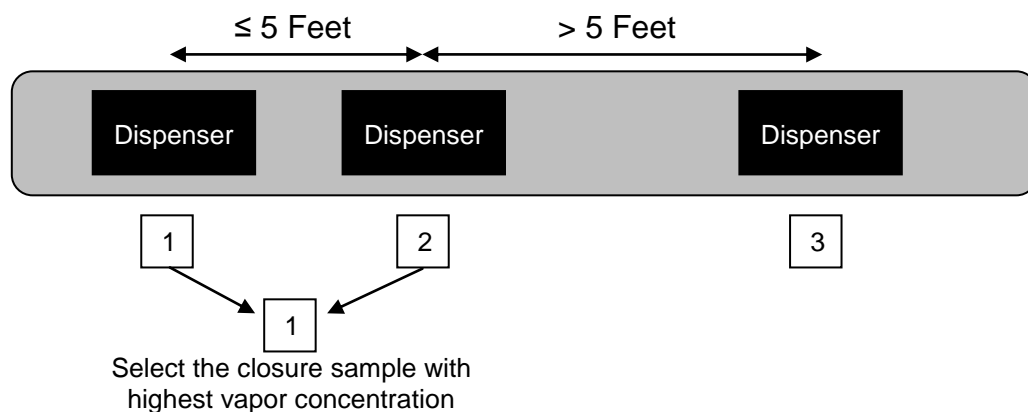 ≤ 5 Feet
> 5 Feet
Dispenser
Dispenser
Dispenser
1
2
3
1
Select the closure sample with
highest vapor concentration